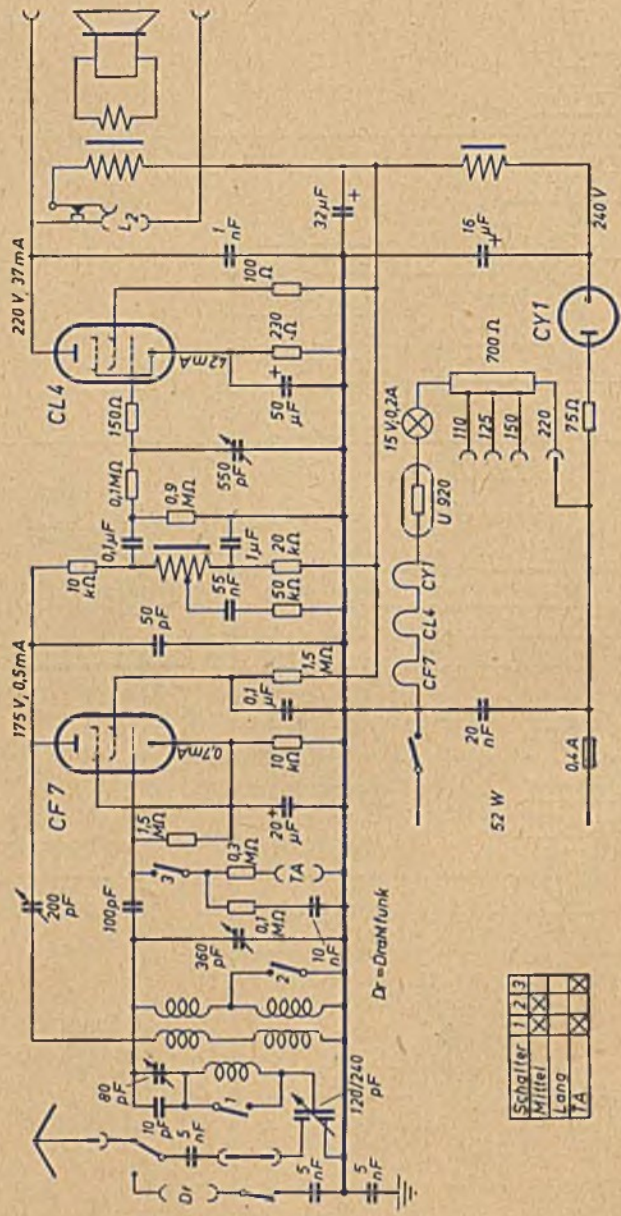 220 V, 37 mA
L2
1 nF
32 µF +
CL4
42 mA
100 Ω
230 Ω
50 µF +
16 µF +
240 V
150 Ω
0,1 MΩ
550 pF
0,9 MΩ
0,1 µF
1 µF
10 kΩ
20 kΩ
55 nF
50 kΩ
50 pF
15 V, 0,2 A
700 Ω
CY1
110
125
150
220
75 Ω
U 920
CY1
CL4
CF7
175 V, 0,5 mA
CF 7
0,7 mA
1,5 MΩ
0,1 µF
10 kΩ
20 µF +
1,5 MΩ
3
0,3 MΩ
TA
0,1 MΩ
10 nF
20 nF
0,4 A
52 W
200 pF
100 pF
360 pF
2
Dr = Drahtfunk
80 pF
10 pF
1
120/240 pF
5 nF
Dr
5 nF
5 nF
Schalter 1 2 3
Mittel X X
Lang
TA X X